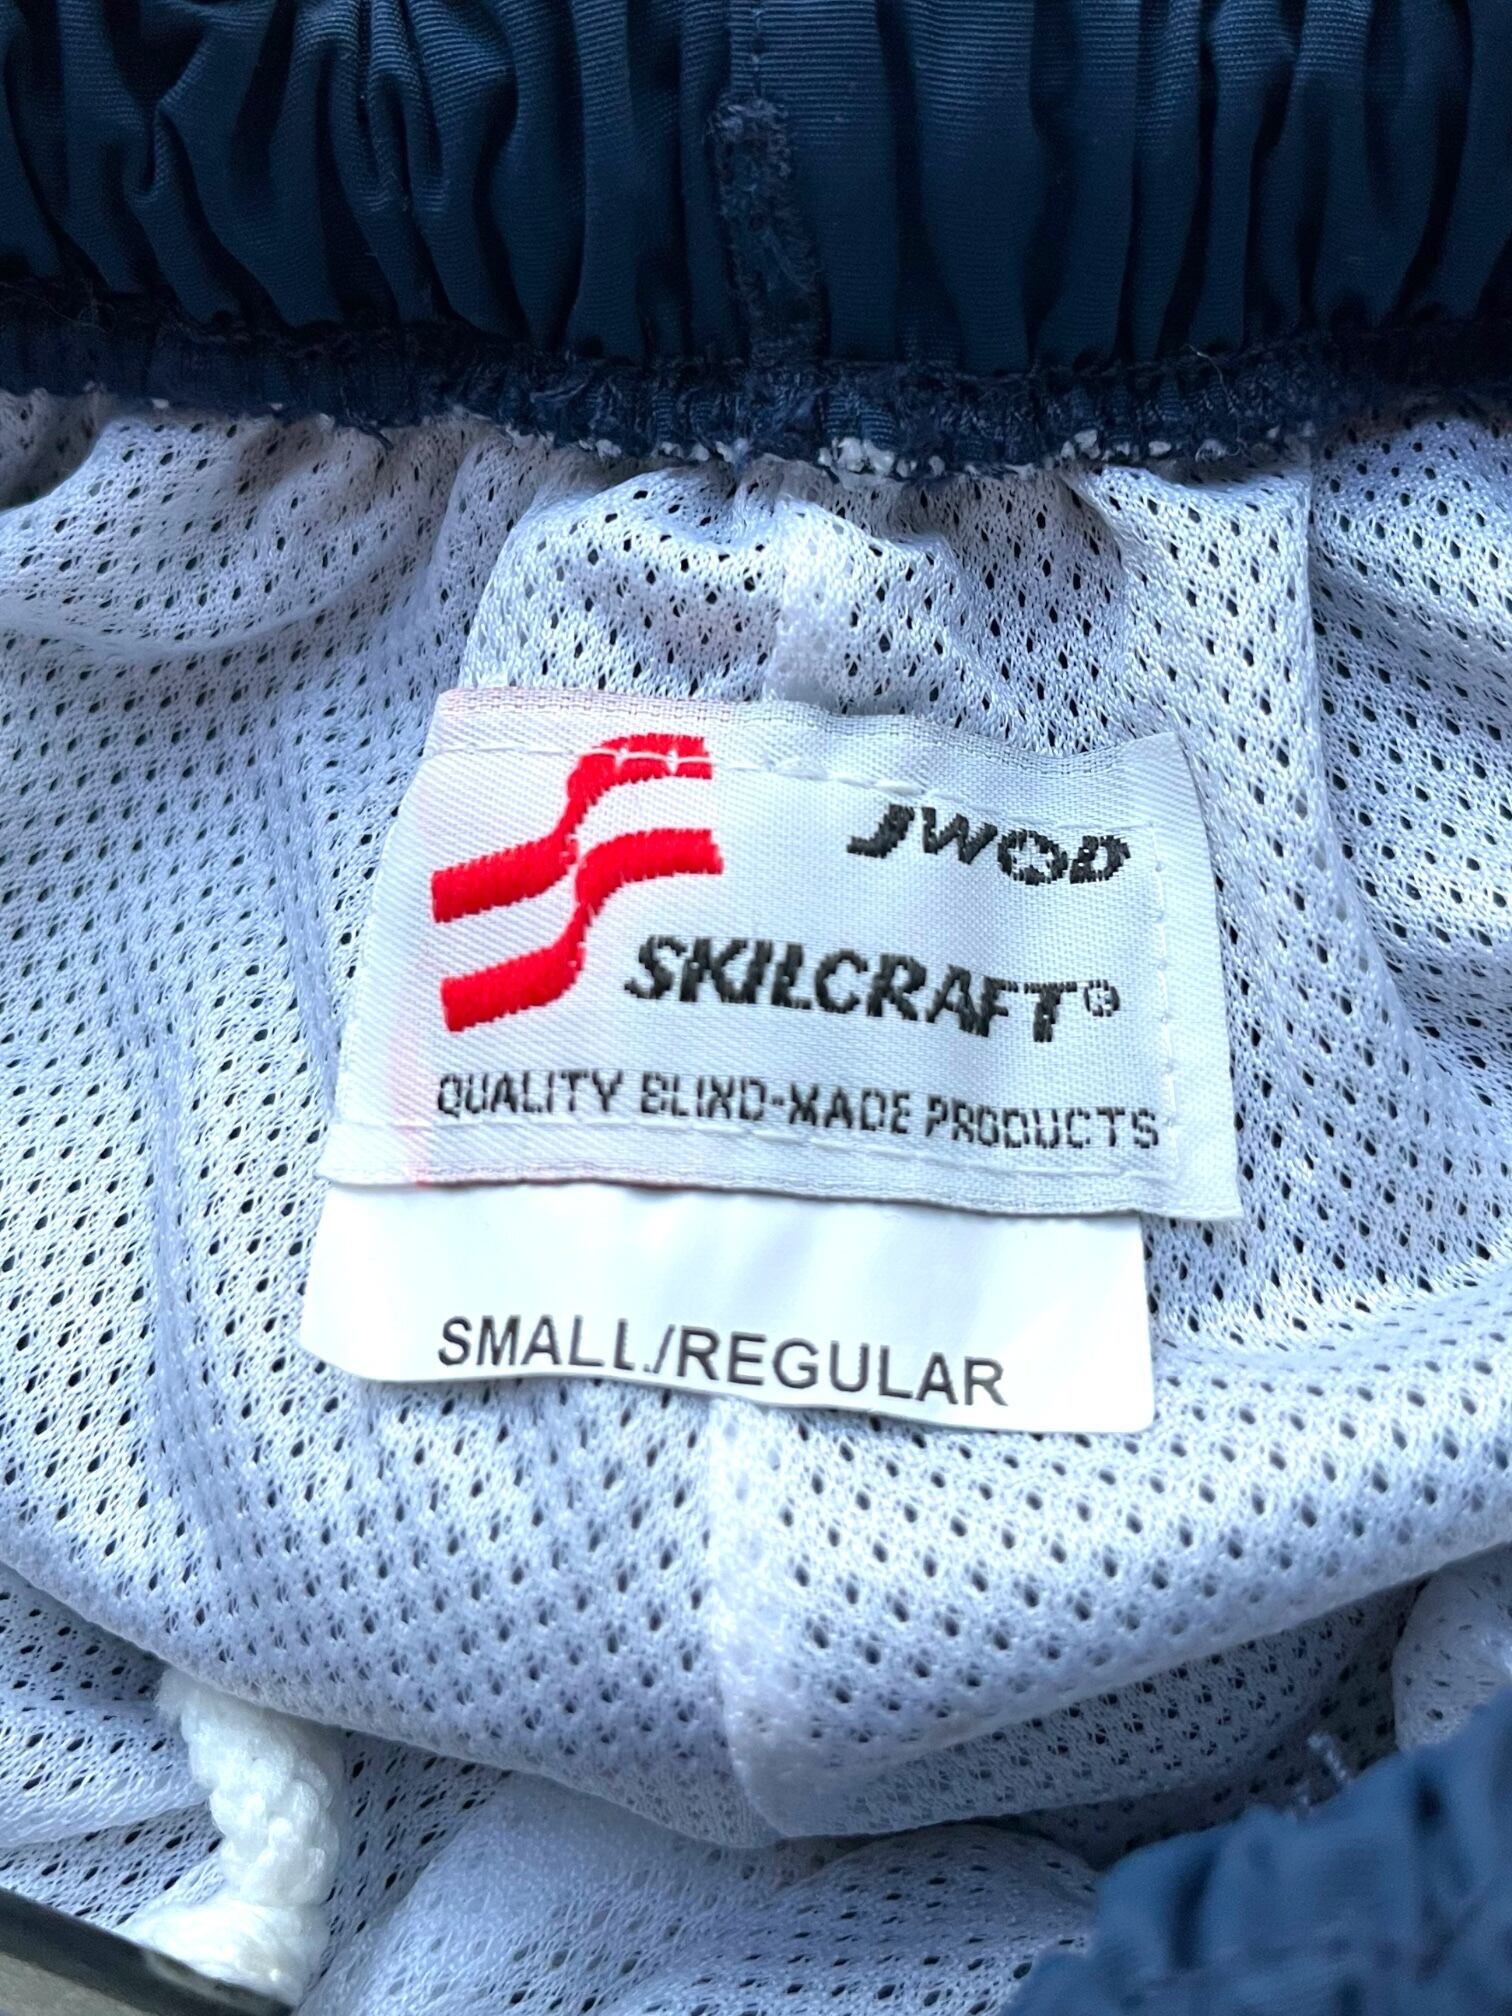 JWOD
SKILCRAFT®
QUALITY BLIND-MADE PRODUCTS
SMALL/REGULAR